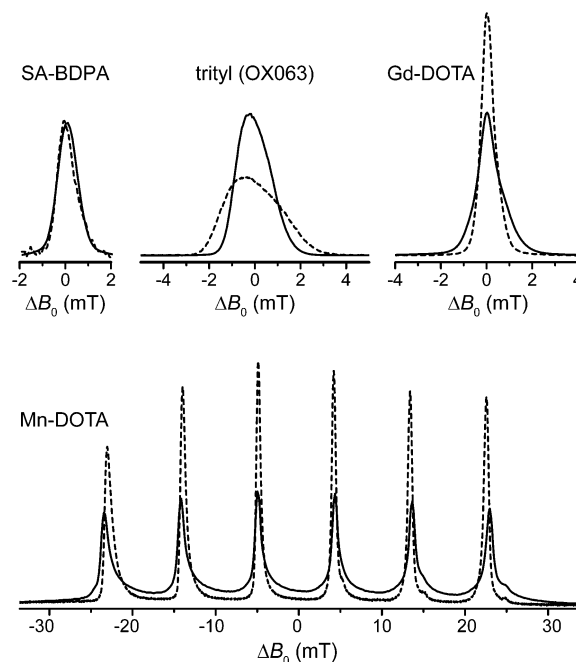 SA-BDPA
trityl (OX063)
Gd-DOTA
-2 -1 0 1 2
-4 -2 0 2 4
-4 -2 0 2 4
ΔB0 (mT)
ΔB0 (mT)
ΔB0 (mT)
Mn-DOTA
-30 -20 -10 0 10 20 30
ΔB0 (mT)